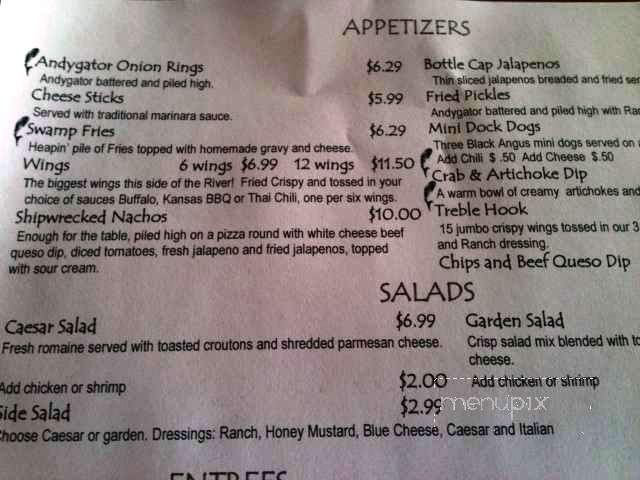 APPETIZERS
Andygator Onion Rings $6.29
Andygator battered and piled high.
Cheese Sticks $5.99
Served with traditional marinara sauce.
Swamp Fries $6.29
Heapin' pile of Fries topped with homemade gravy and cheese.
Wings 6 wings $6.99 12 wings $11.50
The biggest wings this side of the River! Fried Crispy and tossed in your
choice of sauces Buffalo, Kansas BBQ or Thai Chili, one per six wings.
Shipwrecked Nachos $10.00
Enough for the table, piled high on a pizza round with white cheese beef
queso dip, diced tomatoes, fresh jalapeno and fried jalapenos, topped
with sour cream.
Bottle Cap Jalapenos
Thin sliced jalapenos breaded and fried
Fried Pickles
Andygator battered and piled high with
Mini Dock Dogs
Three Black Angus mini dogs served on
Add Chili $ .50 Add Cheese $.50
Crab & Artichoke Dip
A warm bowl of creamy artichokes and
Treble Hook
15 jumbo crispy wings tossed in our 3
and Ranch dressing.
Chips and Beef Queso Dip
SALADS
Caesar Salad $6.99
Fresh romaine served with toasted croutons and shredded parmesan cheese.
Add chicken or shrimp $2.00
Side Salad $2.99
Choose Caesar or garden. Dressings: Ranch, Honey Mustard, Blue Cheese, Caesar and Italian
Garden Salad
Crisp salad mix blended with
cheese.
Add chicken or shrimp
menupix
ENTREES